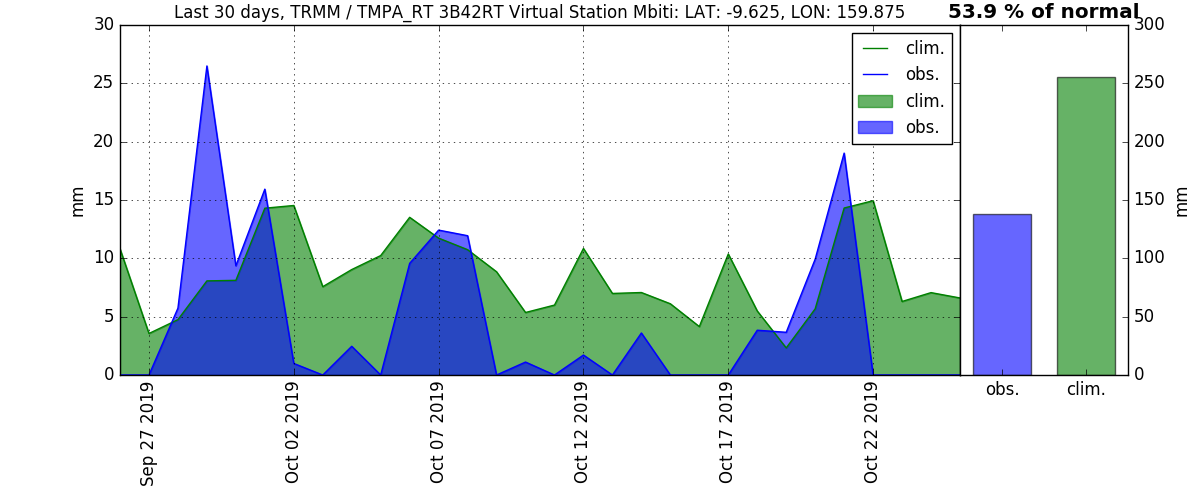 Last 30 days, TRMM / TMPA_RT 3B42RT Virtual Station Mbiti: LAT: -9.625, LON: 159.875
53.9 % of normal
30
25
20
15
10
5
0
mm
clim.
obs.
clim.
obs.
Sep 27 2019
Oct 02 2019
Oct 07 2019
Oct 12 2019
Oct 17 2019
Oct 22 2019
300
250
200
150
100
50
0
mm
obs.
clim.